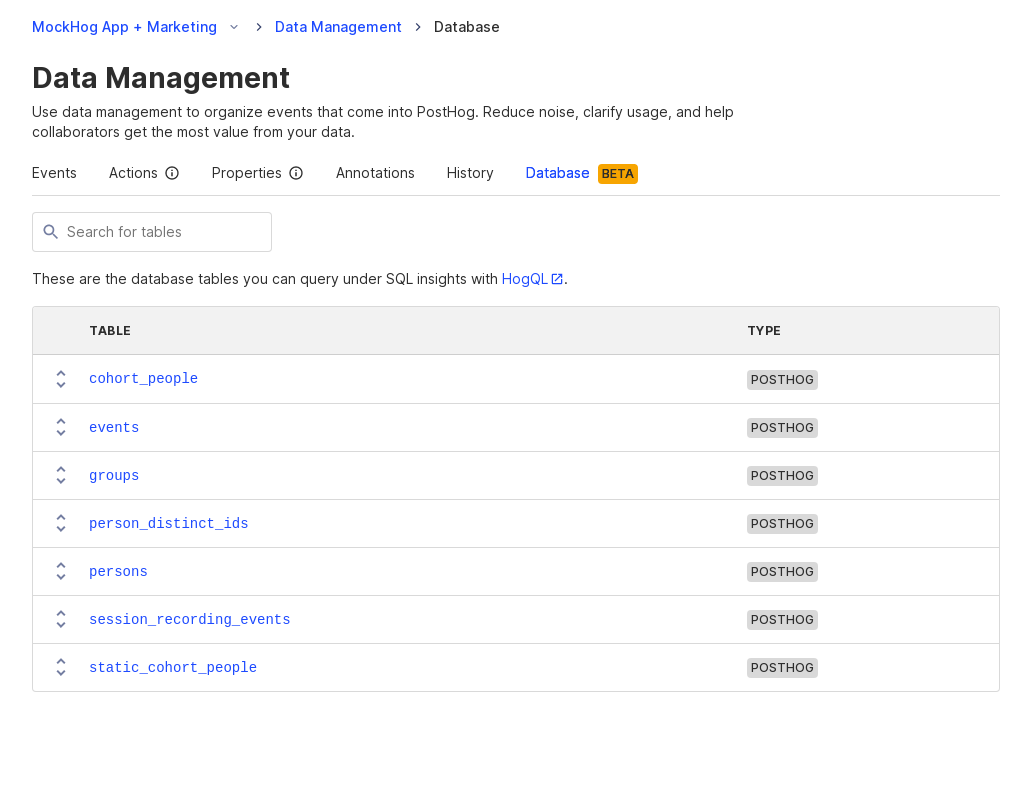 MockHog App + Marketing Data Management Database
Data Management
Use data management to organize events that come into PostHog. Reduce noise, clarify usage, and help
collaborators get the most value from your data.
Events Actions Properties Annotations History Database BETA
Search for tables
These are the database tables you can query under SQL insights with HogQL.
TABLE TYPE
cohort_people POSTHOG
events POSTHOG
groups POSTHOG
person_distinct_ids POSTHOG
persons POSTHOG
session_recording_events POSTHOG
static_cohort_people POSTHOG